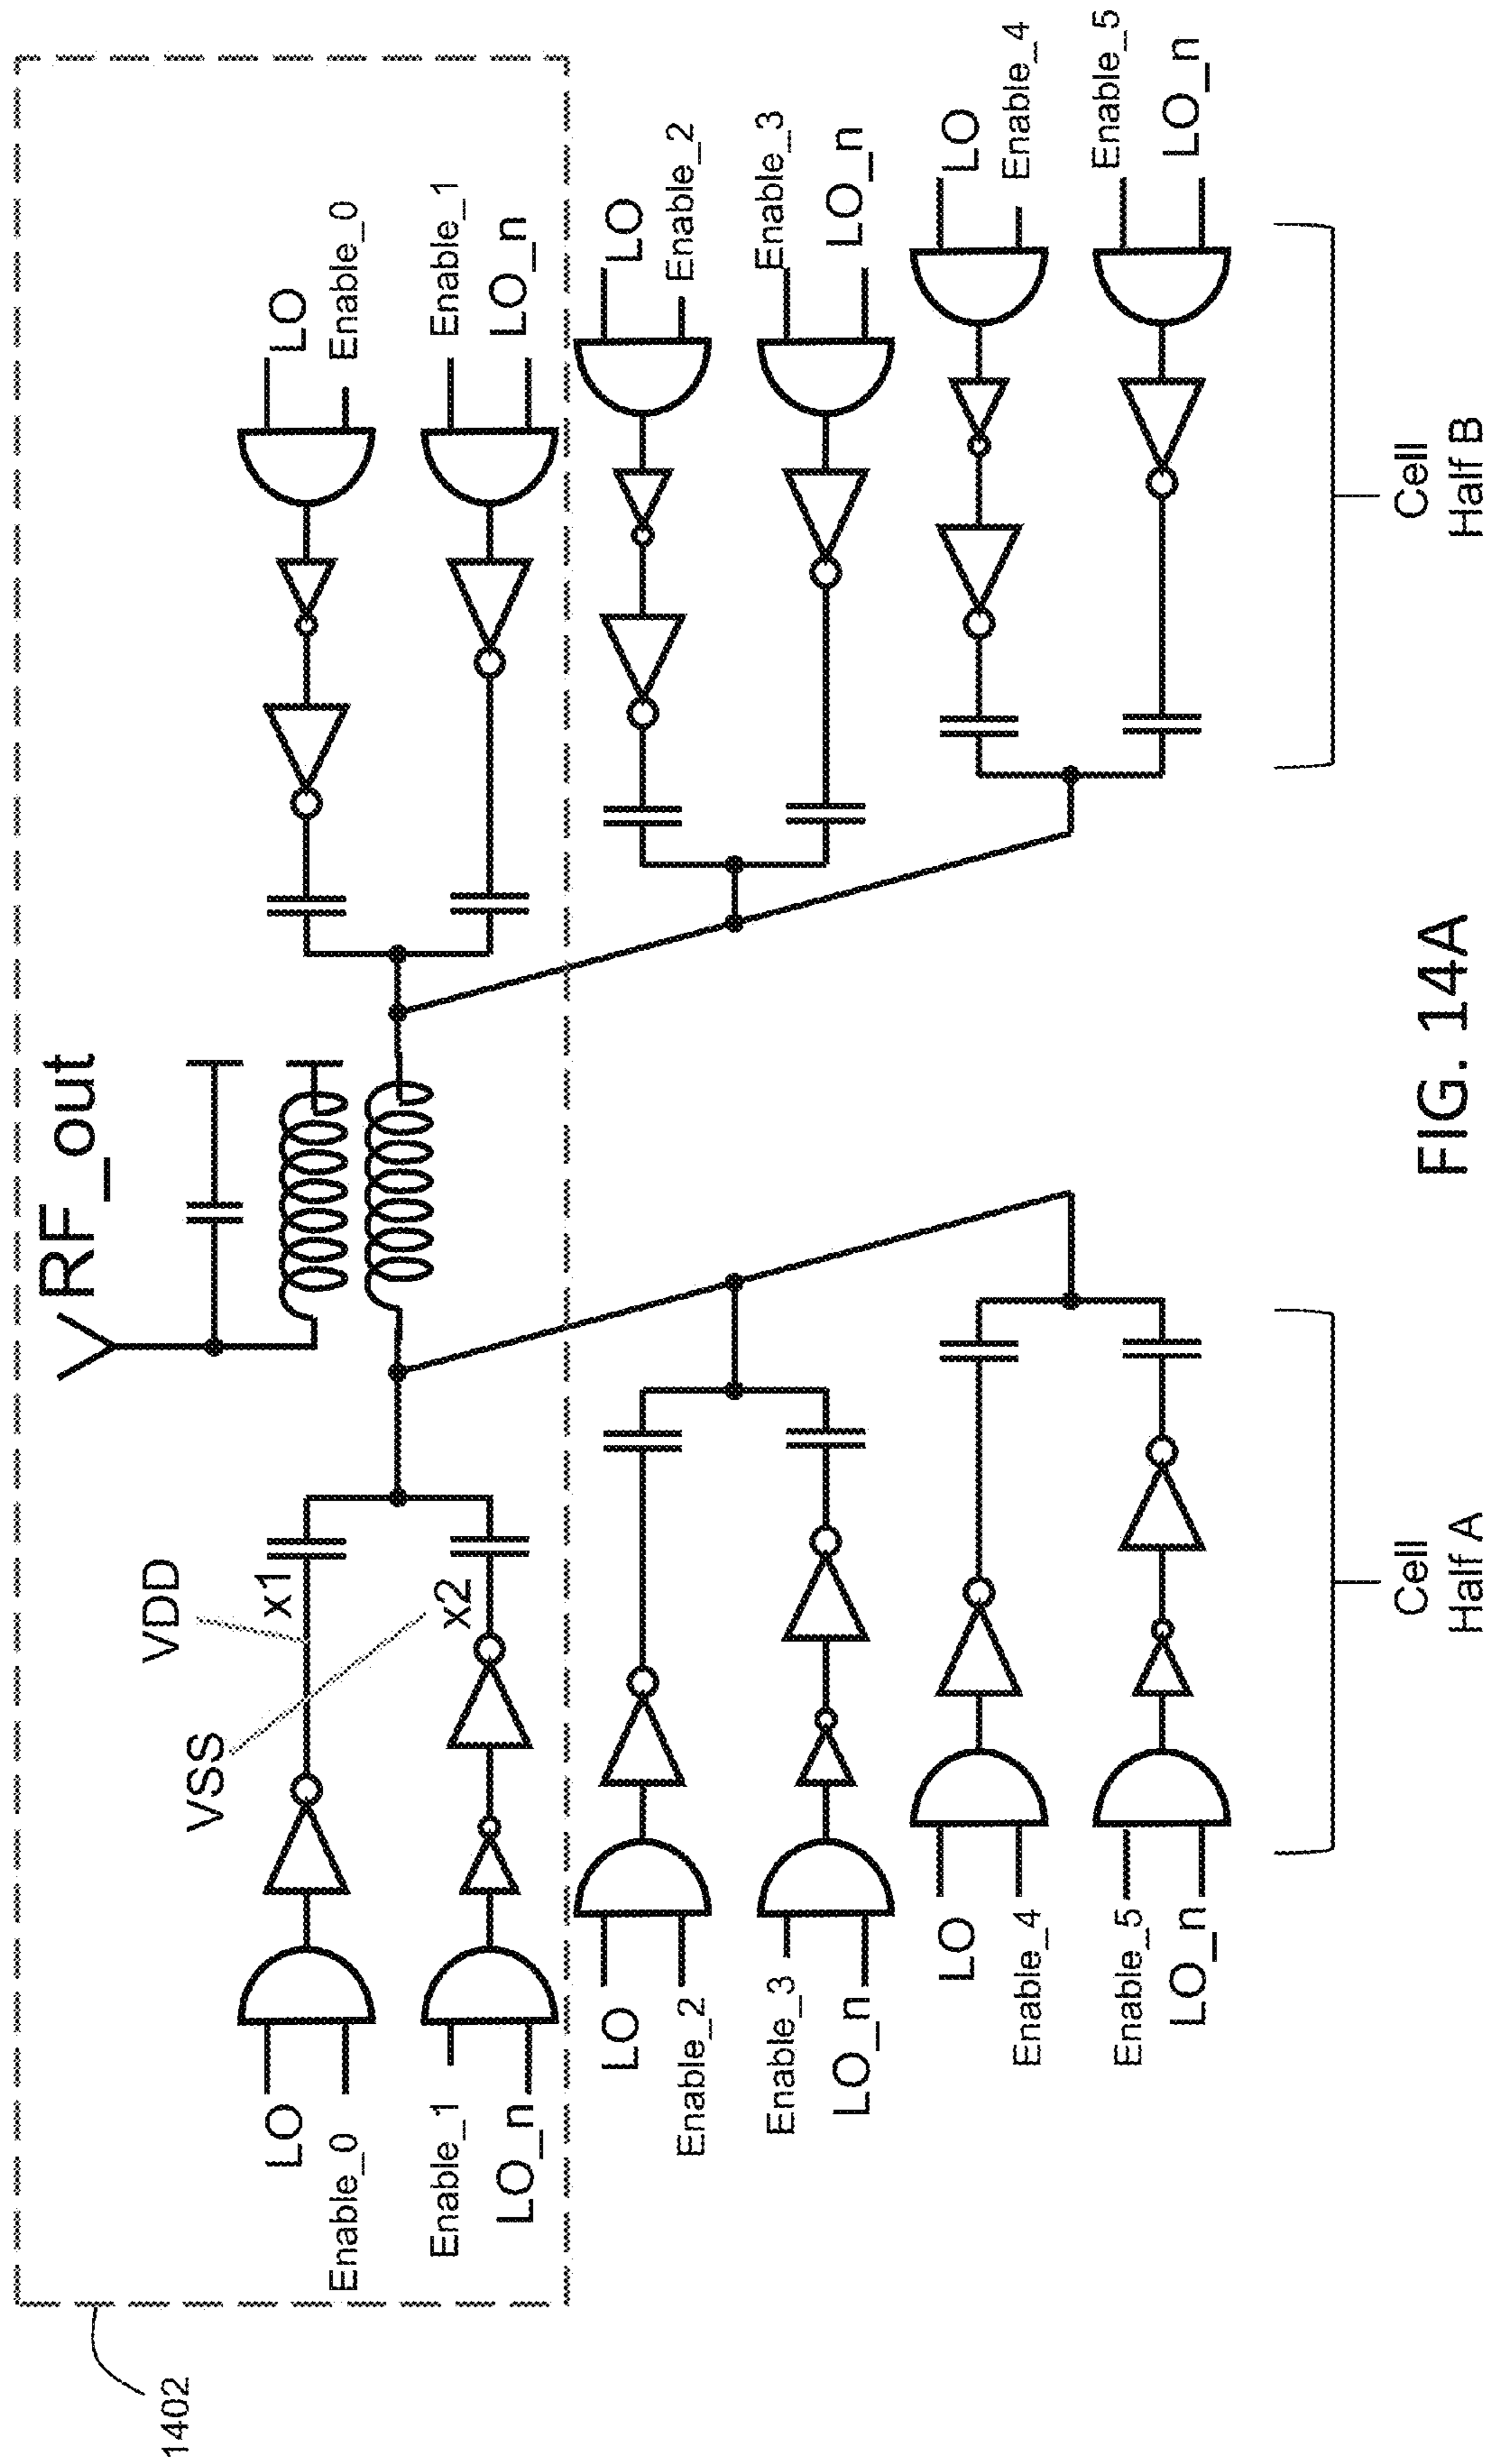 RF_out
VDD
VSS
x1
x2
LO
Enable_0
Enable_1
LO_n
LO
Enable_0
Enable_1
LO_n
LO
Enable_2
Enable_3
LO_n
LO
Enable_2
Enable_3
LO_n
LO
Enable_4
Enable_5
LO_n
LO
Enable_4
Enable_5
LO_n
Cell
Half A
Cell
Half B
1402
FIG. 14A